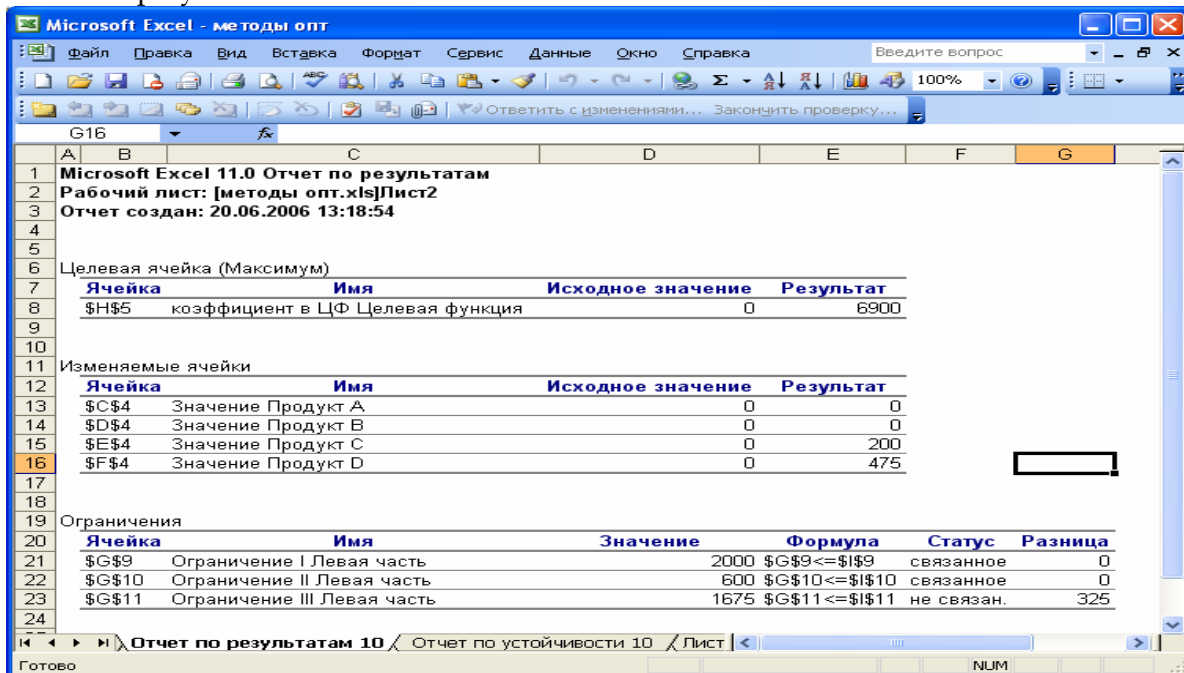 Microsoft Excel - методы опт
Файл Правка Вид Вставка Формат Сервис Данные Окно Справка Введите вопрос
100%
Ответить с изменениями... Закончить проверку...
G16 fx
A B C D E F G
1 Microsoft Excel 11.0 Отчет по результатам
2 Рабочий лист: [методы опт.xls]Лист2
3 Отчет создан: 20.06.2006 13:18:54
4
5
6 Целевая ячейка (Максимум)
7 Ячейка Имя Исходное значение Результат
8 $H$5 коэффициент в ЦФ Целевая функция 0 6900
9
10
11 Изменяемые ячейки
12 Ячейка Имя Исходное значение Результат
13 $C$4 Значение Продукт А 0 0
14 $D$4 Значение Продукт В 0 0
15 $E$4 Значение Продукт С 0 200
16 $F$4 Значение Продукт D 0 475
17
18
19 Ограничения
20 Ячейка Имя Значение Формула Статус Разница
21 $G$9 Ограничение I Левая часть 2000 $G$9<=$I$9 связанное 0
22 $G$10 Ограничение II Левая часть 600 $G$10<=$I$10 связанное 0
23 $G$11 Ограничение III Левая часть 1675 $G$11<=$I$11 не связан. 325
24
Отчет по результатам 10 / Отчет по устойчивости 10 / Лист
Готово NUM